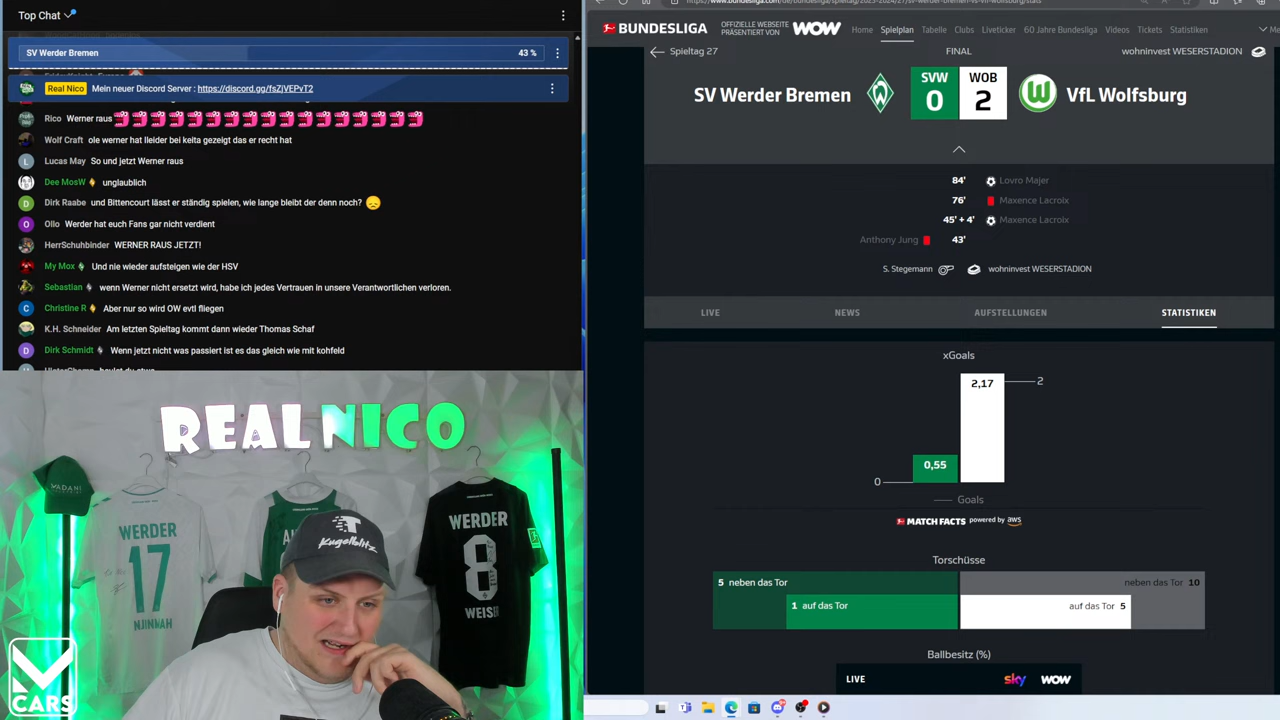 Top Chat
SV Werder Bremen 43 %
Real Nico Mein neuer Discord Server : https://discord.gg/fsZjVEPvT2
Rico Werner raus
Wolf Craft ole werner hat lleider bei keita gezeigt das er recht hat
Lucas May So und jetzt Werner raus
Dee MosW unglaublich
Dirk Raabe und Bittencourt lässt er ständig spielen, wie lange bleibt der denn noch?
Ollo Werder hat euch Fans gar nicht verdient
HerrSchuhbinder WERNER RAUS JETZT!
My Mox Und nie wieder aufsteigen wie der HSV
Sebastian wenn Werner nicht ersetzt wird, habe ich jedes Vertrauen in unsere Verantwortlichen verloren.
Christine R Aber nur so wird OW evtl fliegen
K.H. Schneider Am letzten Spieltag kommt dann wieder Thomas Schaf
Dirk Schmidt Wenn jetzt nicht was passiert ist es das gleich wie mit kohfeld
REAL NICO
WERDER
17
NJINMAH
WERDER
8
WEISER
Kugelblitz
CARS
BUNDESLIGA
OFFIZIELLE WEBSEITE
PRÄSENTIERT VON
WOW
Home Spielplan Tabelle Clubs Liveticker 60 Jahre Bundesliga Videos Tickets Statistiken
Spieltag 27
FINAL
wohninvest WESERSTADION
SV Werder Bremen
SVW
0
WOB
2
VfL Wolfsburg
84' Lovro Majer
76' Maxence Lacroix
45' + 4' Maxence Lacroix
Anthony Jung 43'
S. Stegemann
wohninvest WESERSTADION
LIVE NEWS AUFSTELLUNGEN STATISTIKEN
xGoals
2,17
2
0,55
0
Goals
MATCH FACTS powered by aws
Torschüsse
5 neben das Tor
neben das Tor 10
1 auf das Tor
auf das Tor 5
Ballbesitz (%)
LIVE sky WOW